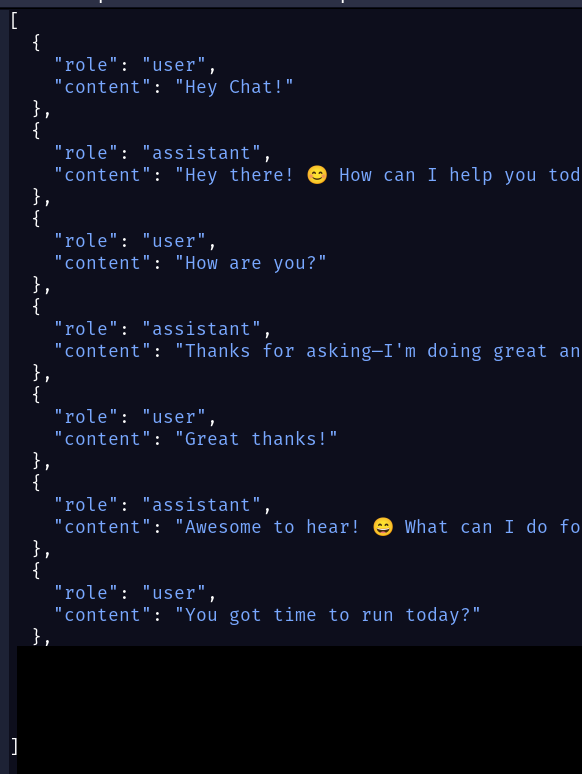 [
  {
    "role": "user",
    "content": "Hey Chat!"
  },
  {
    "role": "assistant",
    "content": "Hey there! 😊 How can I help you tod
  },
  {
    "role": "user",
    "content": "How are you?"
  },
  {
    "role": "assistant",
    "content": "Thanks for asking—I'm doing great an
  },
  {
    "role": "user",
    "content": "Great thanks!"
  },
  {
    "role": "assistant",
    "content": "Awesome to hear! 😄 What can I do fo
  },
  {
    "role": "user",
    "content": "You got time to run today?"
  },
]